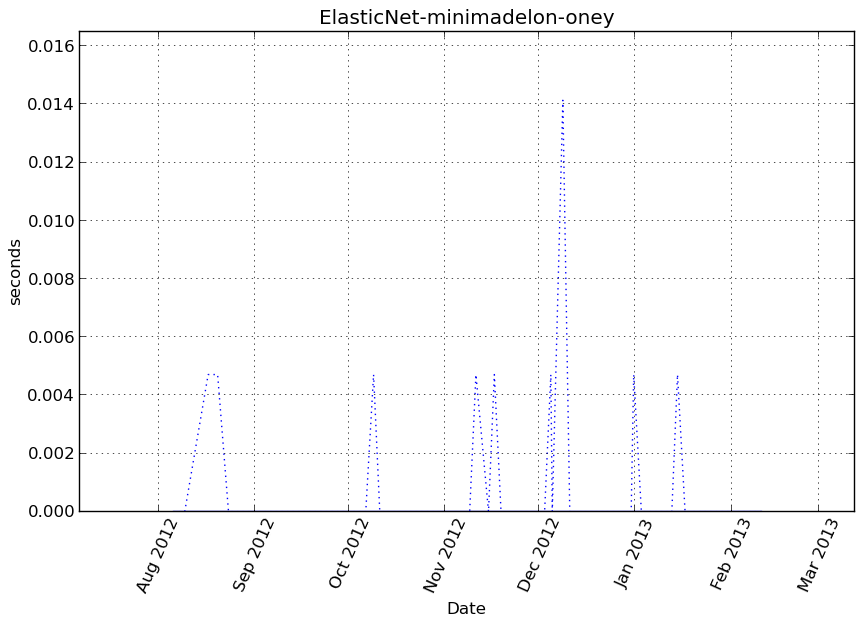 ElasticNet-minimadelon-oney
0.016
0.014
0.012
0.010
0.008
0.006
0.004
0.002
0.000
seconds
Aug 2012
Sep 2012
Oct 2012
Nov 2012
Dec 2012
Jan 2013
Feb 2013
Mar 2013
Date